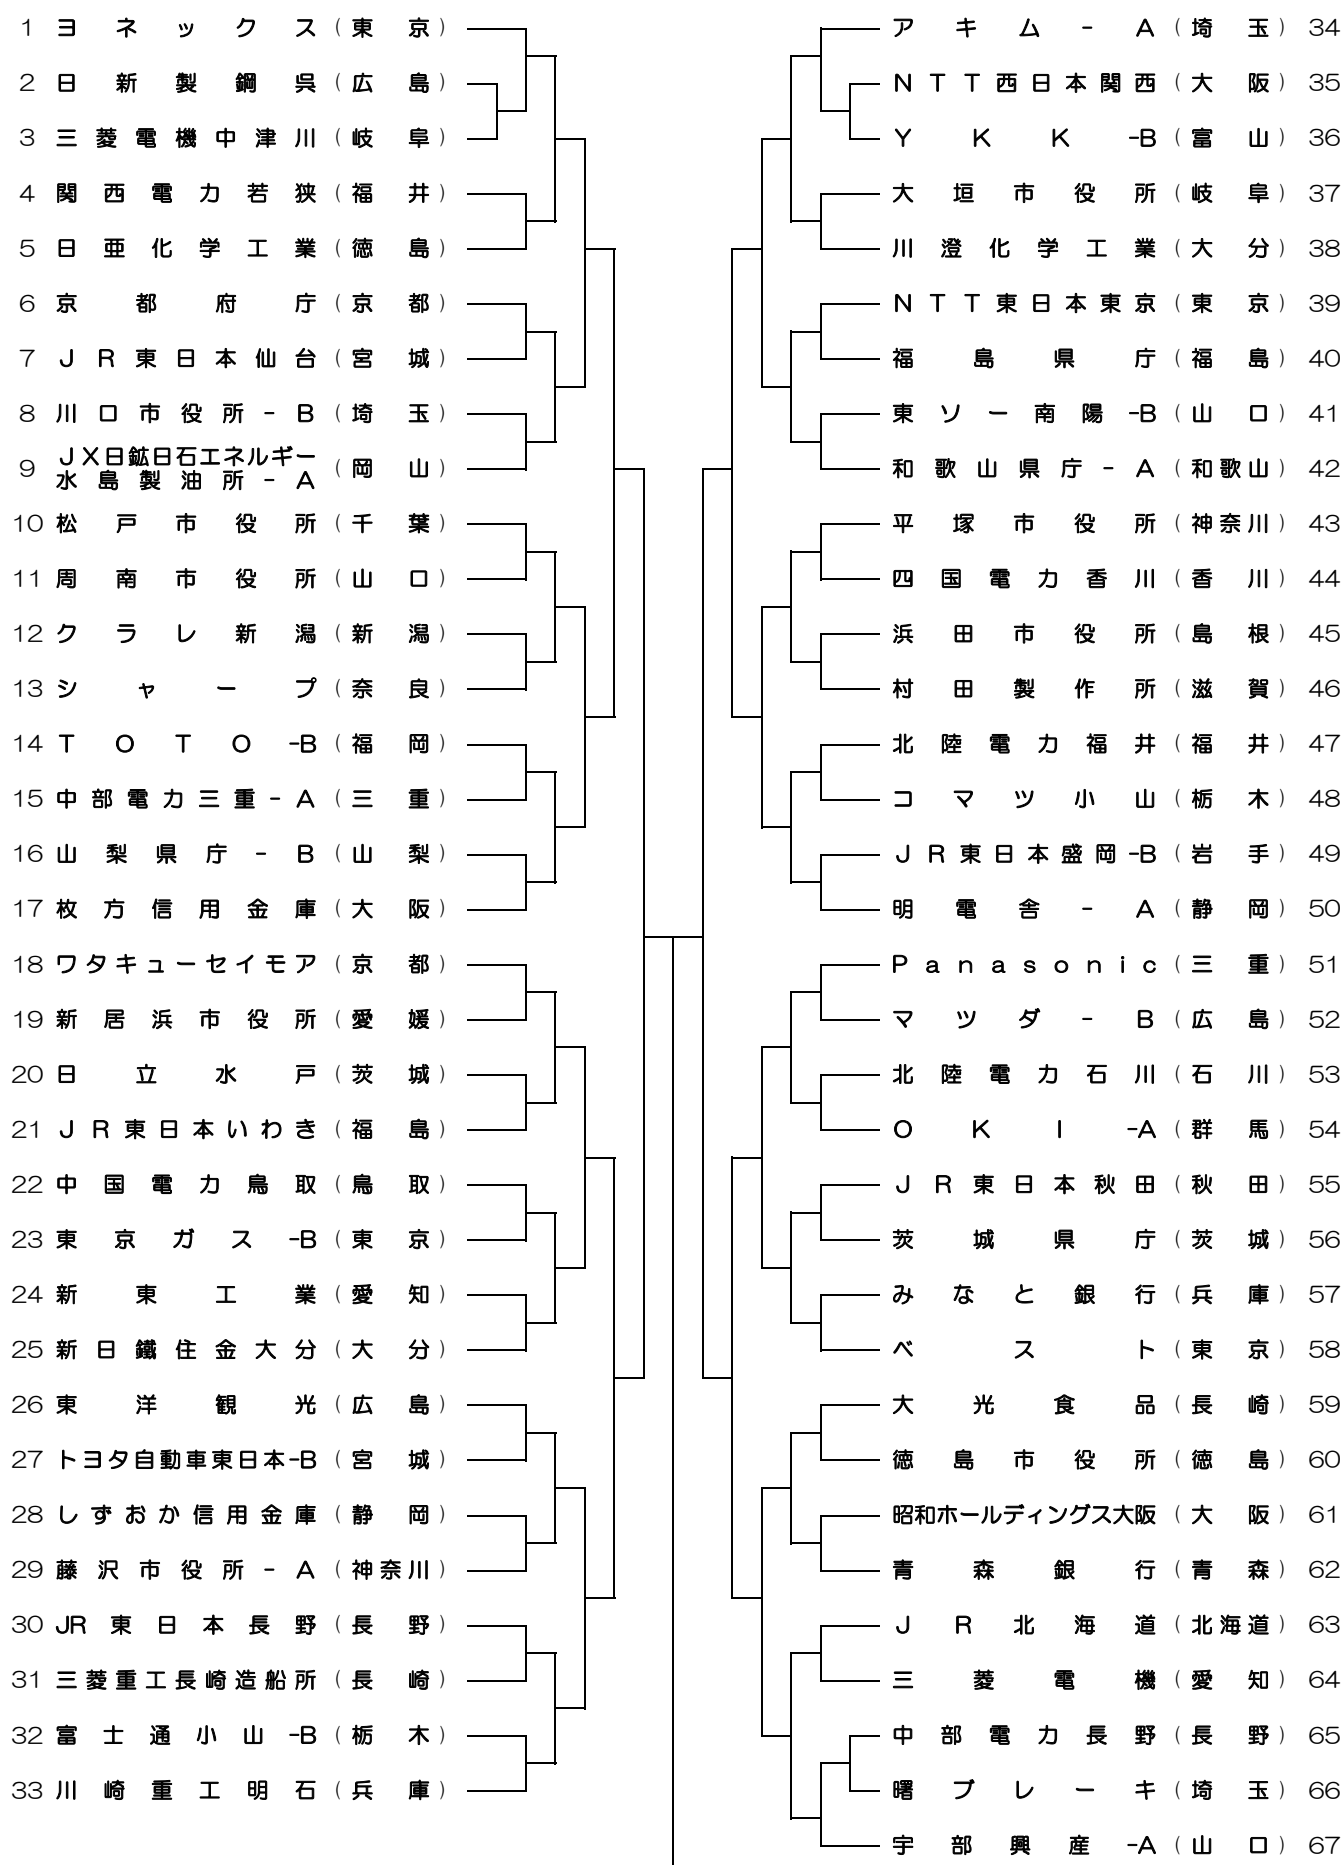 1 ヨネックス (東京)
2 日新製鋼呉 (広島)
3 三菱電機中津川 (岐阜)
4 関西電力若狭 (福井)
5 日亜化学工業 (徳島)
6 京都府庁 (京都)
7 JR東日本仙台 (宮城)
8 川口市役所-B (埼玉)
9 JX日鉱日石エネルギー
水島製油所-A (岡山)
10 松戸市役所 (千葉)
11 周南市役所 (山口)
12 クラレ新潟 (新潟)
13 シャープ (奈良)
14 TOTO-B (福岡)
15 中部電力三重-A (三重)
16 山梨県庁-B (山梨)
17 枚方信用金庫 (大阪)
18 ワタキューセイモア (京都)
19 新居浜市役所 (愛媛)
20 日立水戸 (茨城)
21 JR東日本いわき (福島)
22 中国電力鳥取 (鳥取)
23 東京ガス-B (東京)
24 新東工業 (愛知)
25 新日鐵住金大分 (大分)
26 東洋観光 (広島)
27 トヨタ自動車東日本-B (宮城)
28 しずおか信用金庫 (静岡)
29 藤沢市役所-A (神奈川)
30 JR東日本長野 (長野)
31 三菱重工長崎造船所 (長崎)
32 富士通小山-B (栃木)
33 川崎重工明石 (兵庫)
アキム-A (埼玉) 34
NTT西日本関西 (大阪) 35
YKK-B (富山) 36
大垣市役所 (岐阜) 37
川澄化学工業 (大分) 38
NTT東日本東京 (東京) 39
福島県庁 (福島) 40
東ソー南陽-B (山口) 41
和歌山県庁-A (和歌山) 42
平塚市役所 (神奈川) 43
四国電力香川 (香川) 44
浜田市役所 (島根) 45
村田製作所 (滋賀) 46
北陸電力福井 (福井) 47
コマツ小山 (栃木) 48
JR東日本盛岡-B (岩手) 49
明電舎-A (静岡) 50
Panasonic (三重) 51
マツダ-B (広島) 52
北陸電力石川 (石川) 53
OKI-A (群馬) 54
JR東日本秋田 (秋田) 55
茨城県庁 (茨城) 56
みなと銀行 (兵庫) 57
ベスト (東京) 58
大光食品 (長崎) 59
徳島市役所 (徳島) 60
昭和ホールディングス大阪 (大阪) 61
青森銀行 (青森) 62
JR北海道 (北海道) 63
三菱電機 (愛知) 64
中部電力長野 (長野) 65
曙ブレーキ (埼玉) 66
宇部興産-A (山口) 67